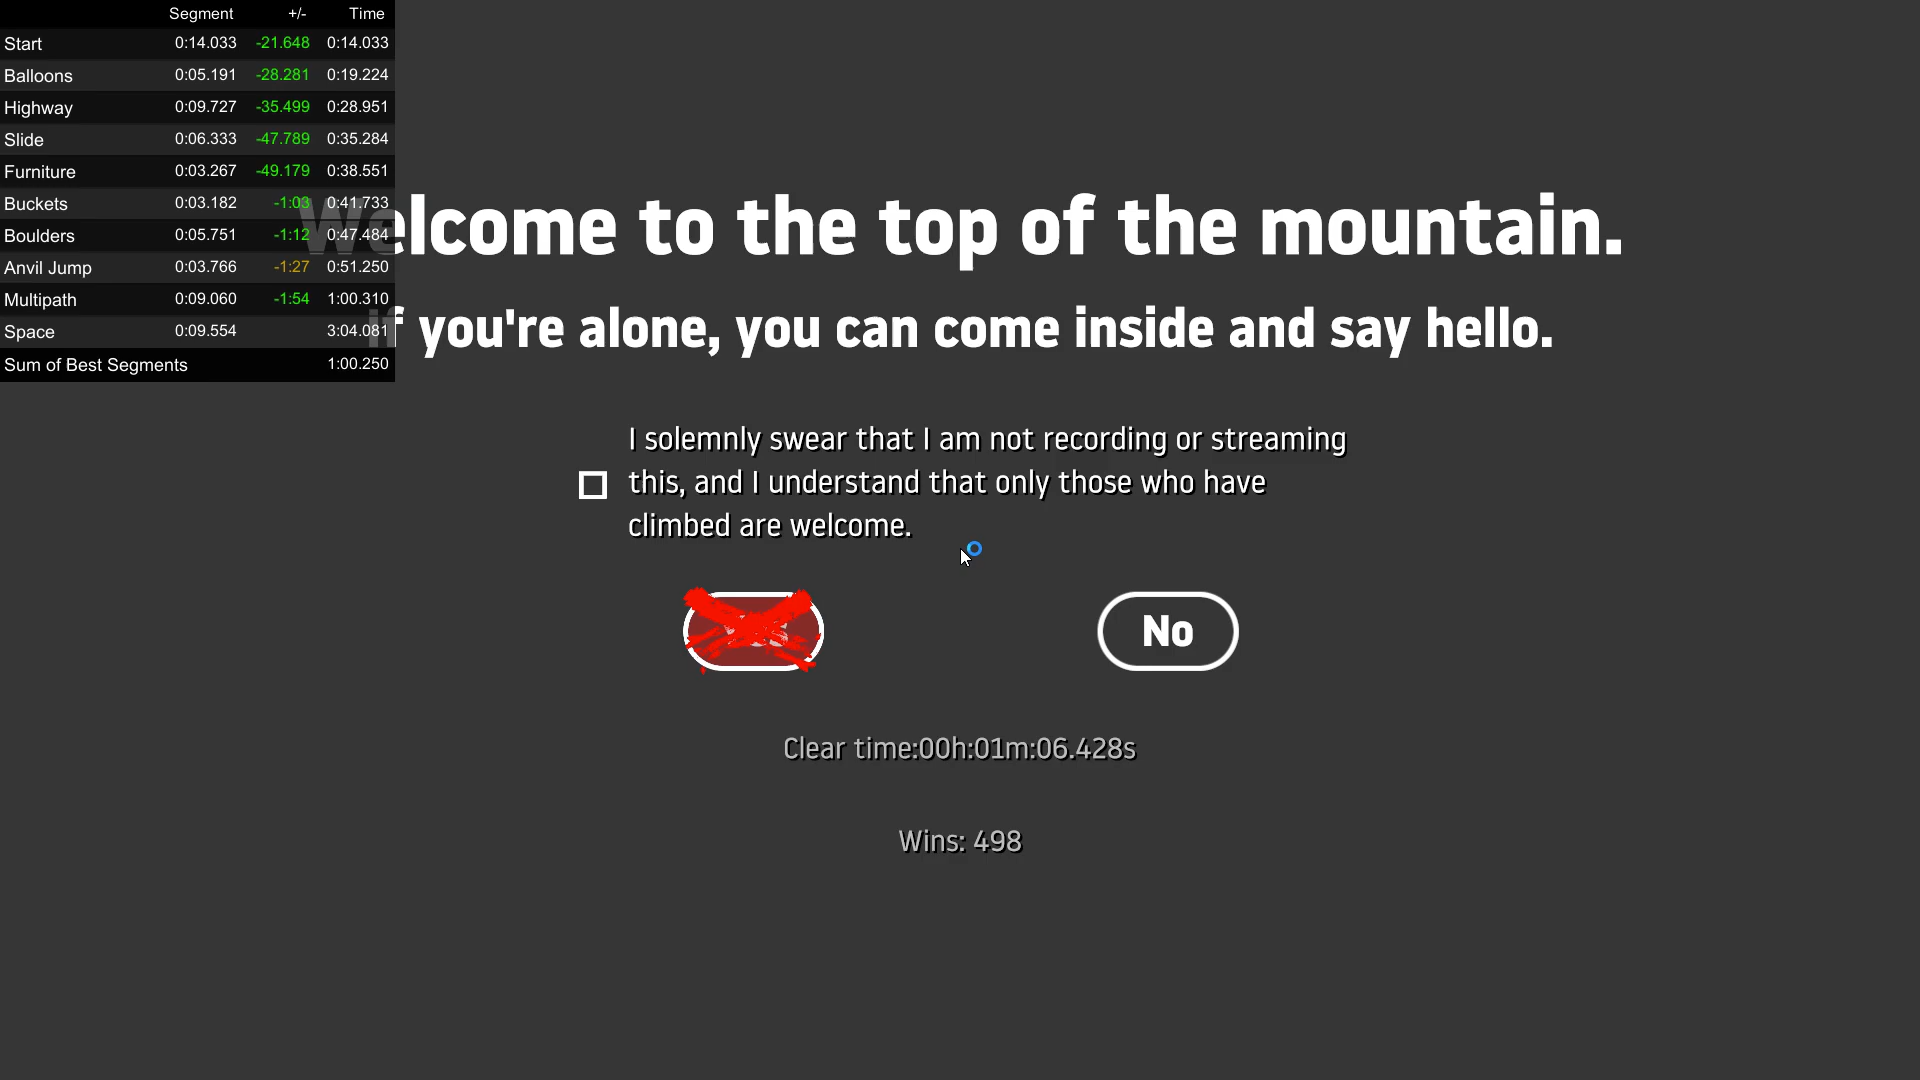 Segment +/- Time
Start 0:14.033 -21.648 0:14.033
Balloons 0:05.191 -28.281 0:19.224
Highway 0:09.727 -35.499 0:28.951
Slide 0:06.333 -47.789 0:35.284
Furniture 0:03.267 -49.179 0:38.551
Buckets 0:03.182 -1:03 0:41.733
Boulders 0:05.751 -1:12 0:47.484
Anvil Jump 0:03.766 -1:27 0:51.250
Multipath 0:09.060 -1:54 1:00.310
Space 0:09.554 3:04.081
Sum of Best Segments 1:00.250
Welcome to the top of the mountain.
if you're alone, you can come inside and say hello.
I solemnly swear that I am not recording or streaming
this, and I understand that only those who have
climbed are welcome.
No
Clear time:00h:01m:06.428s
Wins: 498